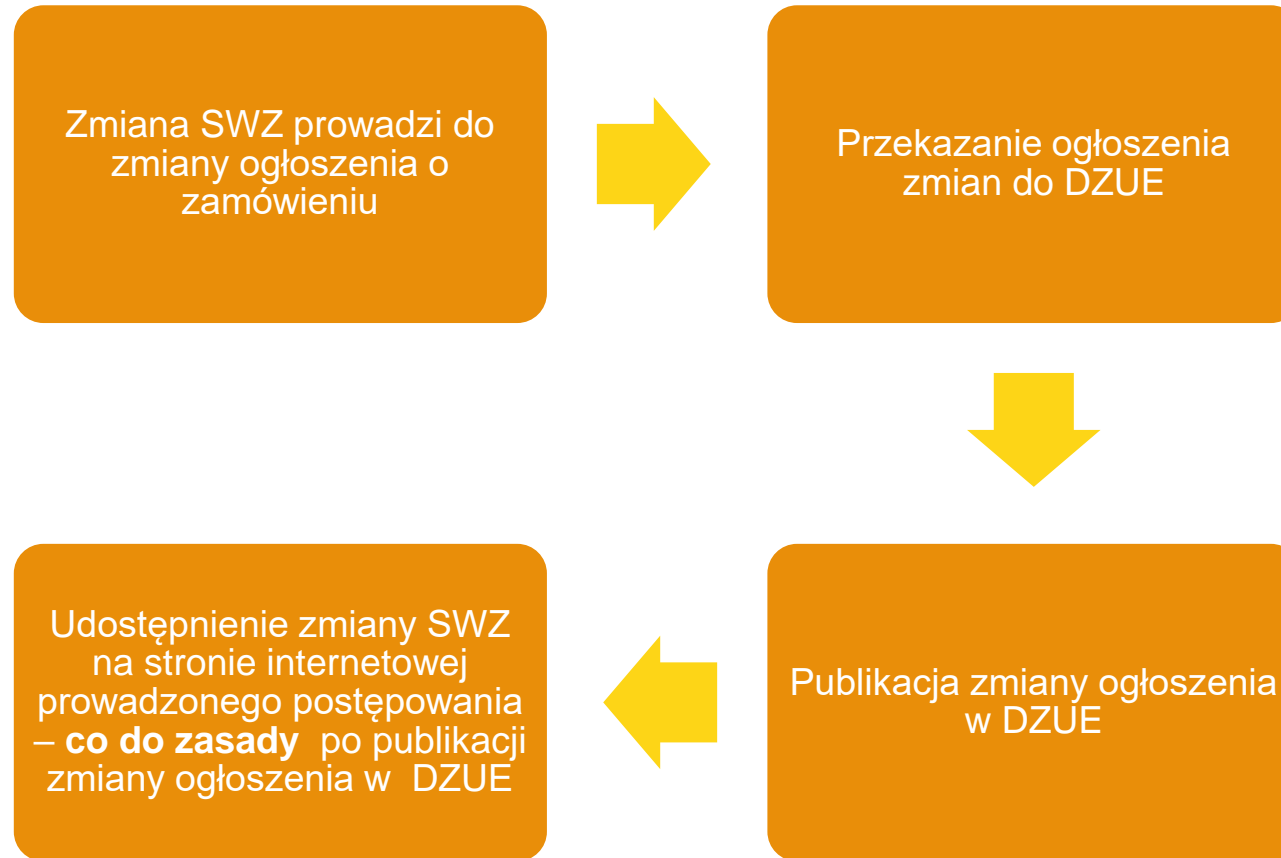 Zmiana SWZ prowadzi do
zmiany ogłoszenia o
zamówieniu
Przekazanie ogłoszenia
zmian do DZUE
Publikacja zmiany ogłoszenia
w DZUE
Udostępnienie zmiany SWZ
na stronie internetowej
prowadzonego postępowania
– co do zasady po publikacji
zmiany ogłoszenia w DZUE